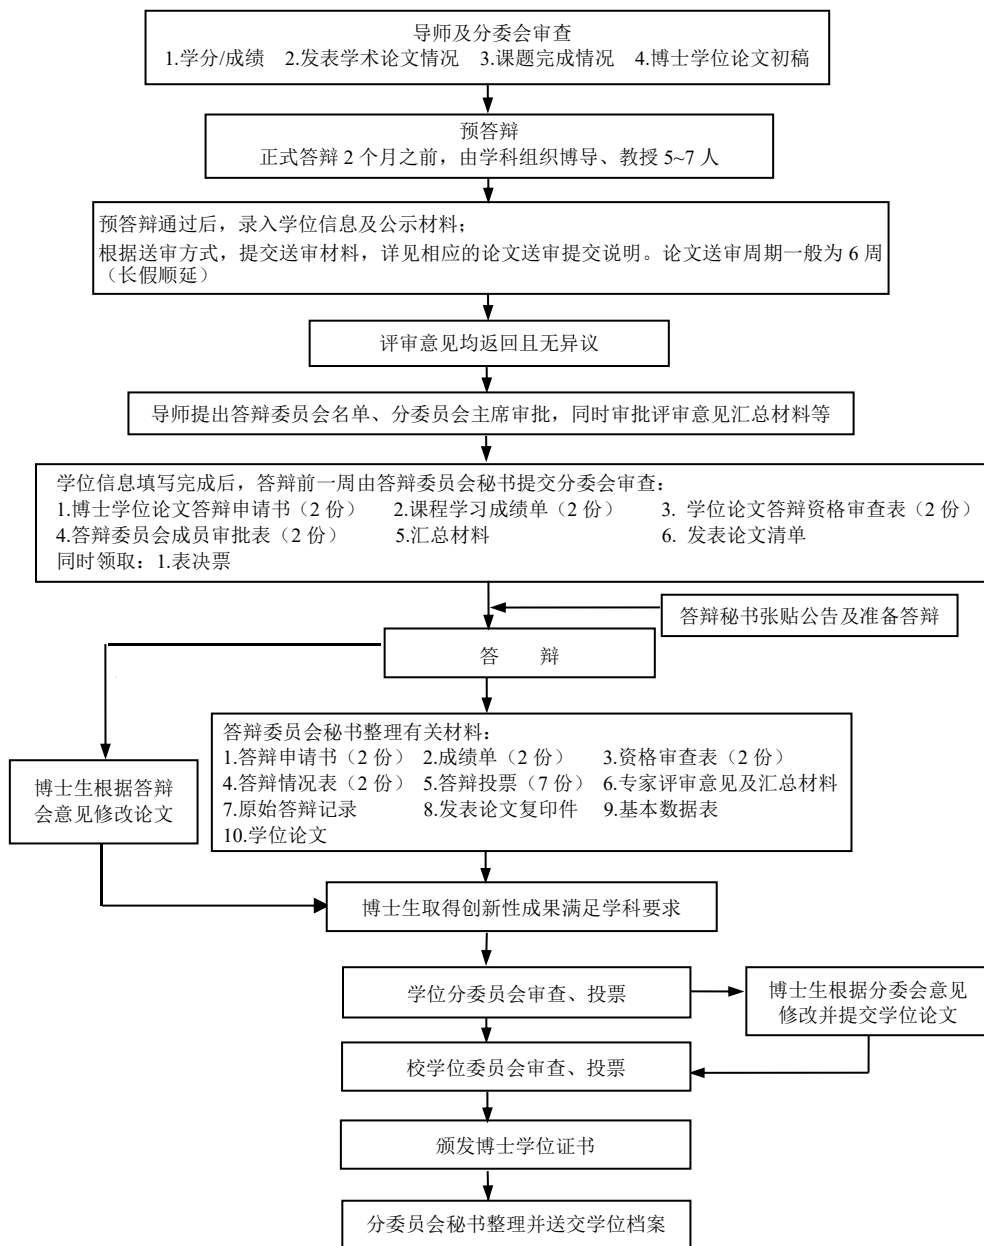 导师及分委会审查
1.学分/成绩 2.发表学术论文情况 3.课题完成情况 4.博士学位论文初稿
预答辩
正式答辩 2 个月之前，由学科组织博导、教授 5~7 人
预答辩通过后，录入学位信息及公示材料；
根据送审方式，提交送审材料，详见相应的论文送审提交说明。论文送审周期一般为 6 周
（长假顺延）
评审意见均返回且无异议
导师提出答辩委员会名单、分委员会主席审批，同时审批评审意见汇总材料等
学位信息填写完成后，答辩前一周由答辩委员会秘书提交分委会审查：
1.博士学位论文答辩申请书（2 份） 2.课程学习成绩单（2 份） 3. 学位论文答辩资格审查表（2 份）
4.答辩委员会成员审批表（2 份） 5.汇总材料 6. 发表论文清单
同时领取：1.表决票
答辩秘书张贴公告及准备答辩
答 辩
答辩委员会秘书整理有关材料：
1.答辩申请书（2 份） 2.成绩单（2 份） 3.资格审查表（2 份）
4.答辩情况表（2 份） 5.答辩投票（7 份） 6.专家评审意见及汇总材料
7.原始答辩记录 8.发表论文复印件 9.基本数据表
10.学位论文
博士生根据答辩
会意见修改论文
博士生取得创新性成果满足学科要求
学位分委员会审查、投票
博士生根据分委会意见
修改并提交学位论文
校学位委员会审查、投票
颁发博士学位证书
分委员会秘书整理并送交学位档案